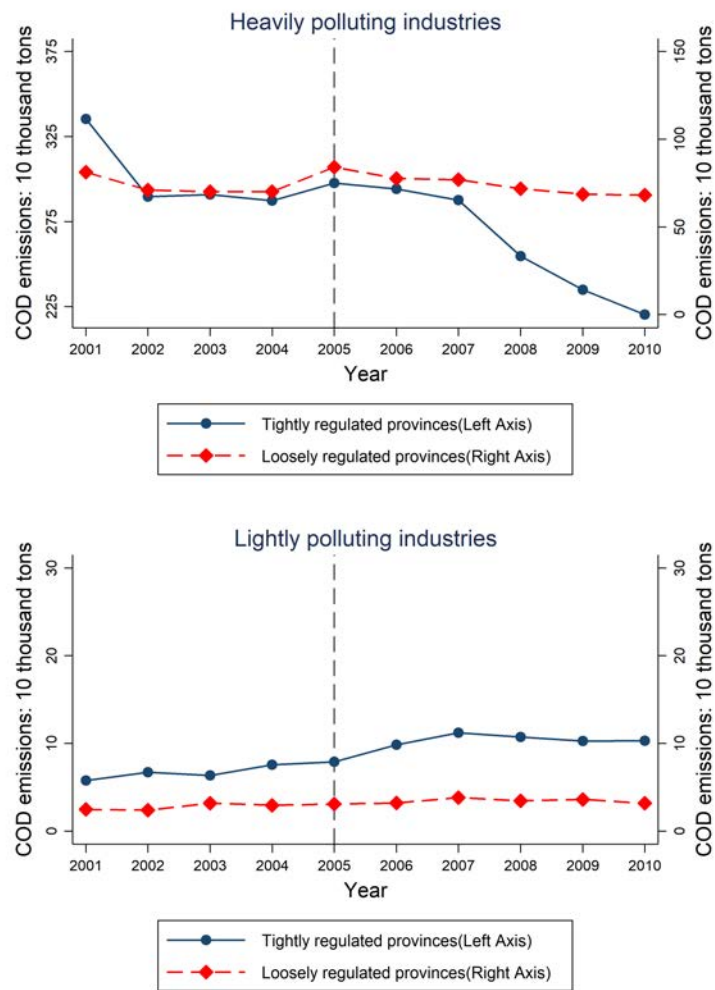 Heavily polluting industries
COD emissions: 10 thousand tons
375
325
275
225
150
100
50
0
COD emissions: 10 thousand tons
2001 2002 2003 2004 2005 2006 2007 2008 2009 2010
Year
Tightly regulated provinces(Left Axis)
Loosely regulated provinces(Right Axis)
Lightly polluting industries
COD emissions: 10 thousand tons
30
20
10
0
30
20
10
0
COD emissions: 10 thousand tons
2001 2002 2003 2004 2005 2006 2007 2008 2009 2010
Year
Tightly regulated provinces(Left Axis)
Loosely regulated provinces(Right Axis)